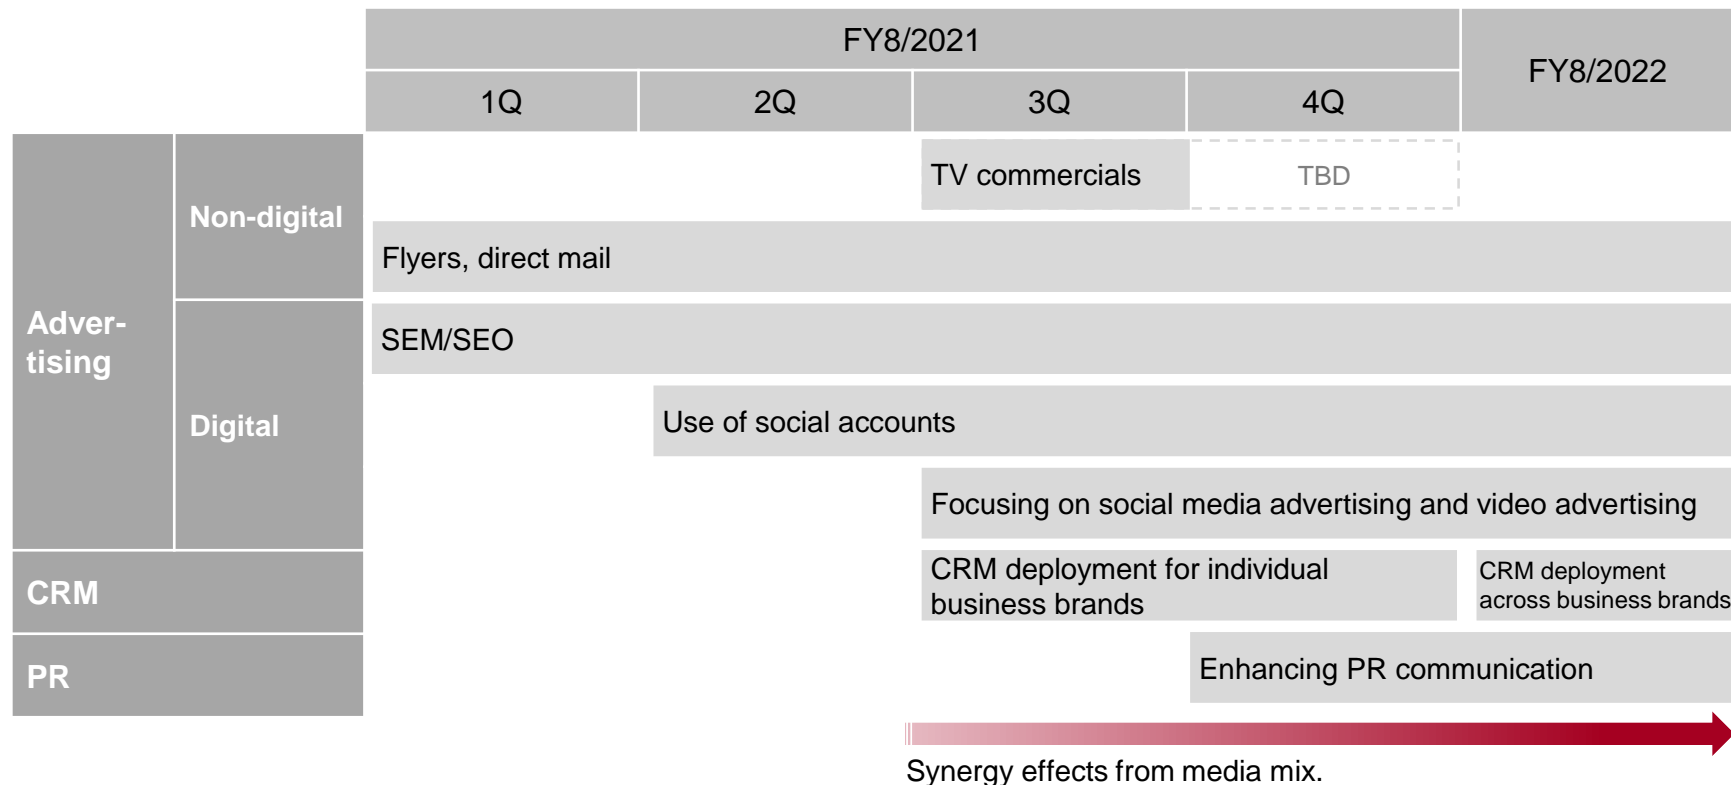 FY8/2021
FY8/2022
1Q
2Q
3Q
4Q
TV commercials
TBD
Non-digital
Flyers, direct mail
Adver-
tising
SEM/SEO
Digital
Use of social accounts
Focusing on social media advertising and video advertising
CRM
CRM deployment for individual
business brands
CRM deployment
across business brands
PR
Enhancing PR communication
Synergy effects from media mix.